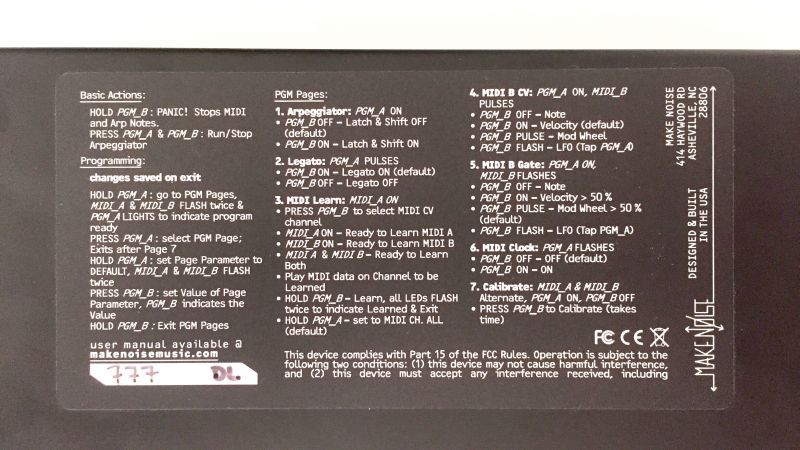 Basic Actions:
HOLD PGM_B : PANIC! Stops MIDI
and Arp Notes.
PRESS PGM_A & PGM_B : Run/Stop
Arpeggiator
Programming:
changes saved on exit
HOLD PGM_A : go to PGM Pages,
MIDI_A & MIDI_B FLASH twice &
PGM_A LIGHTS to indicate program
ready
PRESS PGM_A : select PGM Page;
Exits after Page 7
HOLD PGM_A : set Page Parameter to
DEFAULT, MIDI_A & MIDI_B FLASH
twice
PRESS PGM_B : set Value of Page
Parameter, PGM_B indicates the
Value
HOLD PGM_B : Exit PGM Pages
user manual available @
makenoisemusic.com
777 DL
PGM Pages:
1. Arpeggiator: PGM_A ON
• PGM_B OFF – Latch & Shift OFF
(default)
• PGM_B ON – Latch & Shift ON
2. Legato: PGM_A PULSES
• PGM_B ON – Legato ON (default)
• PGM_B OFF – Legato OFF
3. MIDI Learn: MIDI_A ON
• PRESS PGM_B to select MIDI CV
channel
• MIDI_A ON – Ready to Learn MIDI A
• MIDI_B ON – Ready to Learn MIDI B
• MIDI A & MIDI B – Ready to Learn
Both
• Play MIDI data on Channel to be
Learned
• HOLD PGM_B – Learn, all LEDs FLASH
twice to indicate Learned & Exit
• HOLD PGM_A – set to MIDI CH. ALL
(default)
4. MIDI B CV: PGM_A ON, MIDI_B
PULSES
• PGM_B OFF – Note
• PGM_B ON – Velocity (default)
• PGM_B PULSE – Mod Wheel
• PGM_B FLASH – LFO (Tap PGM_A)
5. MIDI B Gate: PGM_A ON,
MIDI_B FLASHES
• PGM_B OFF – Note
• PGM_B ON – Velocity > 50 %
• PGM_B PULSE – Mod Wheel > 50 %
(default)
• PGM_B FLASH – LFO (Tap PGM_A)
6. MIDI Clock: PGM_A FLASHES
• PGM_B OFF – OFF (default)
• PGM_B ON – ON
7. Calibrate: MIDI_A & MIDI_B
Alternate, PGM_A ON, PGM_B OFF
• PRESS PGM_B to Calibrate (takes
time)
FC CE
This device complies with Part 15 of the FCC Rules. Operation is subject to the
following two conditions: (1) this device may not cause harmful interference,
and (2) this device must accept any interference received, including
MAKE NOISE
414 HAYWOOD RD
ASHEVILLE, NC
28806
DESIGNED & BUILT
IN THE USA
MAKENOISE